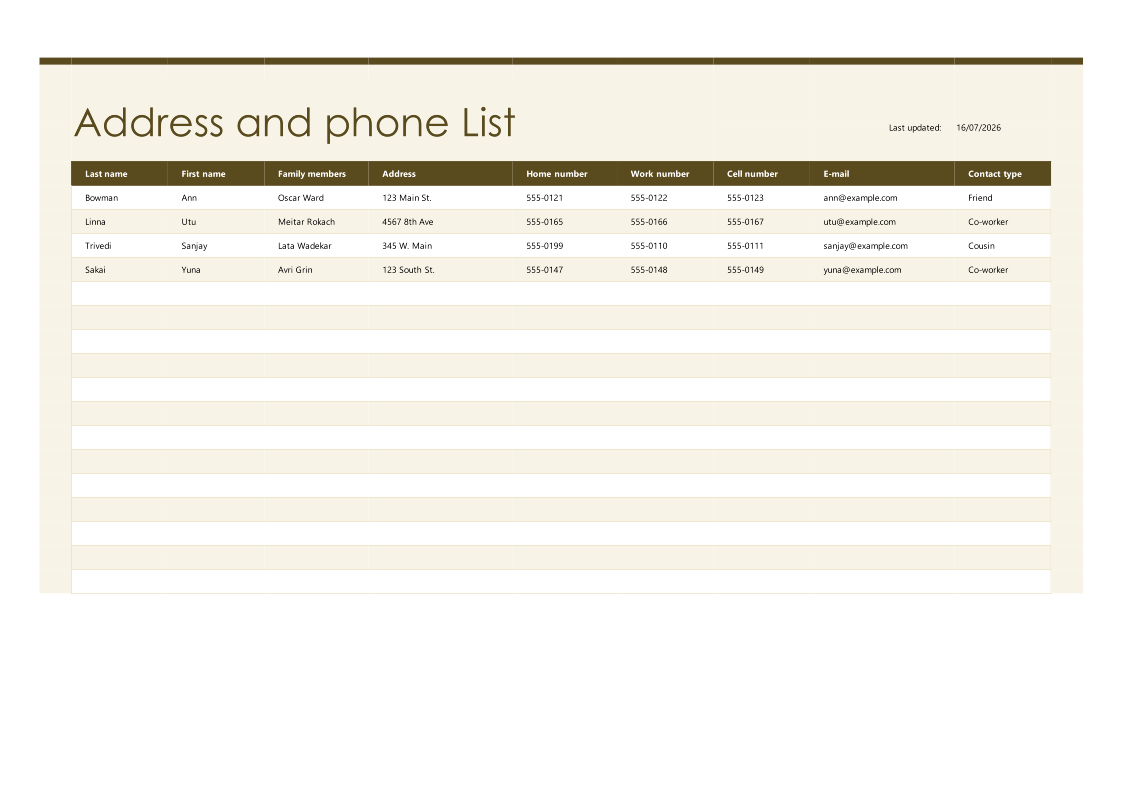 Address and phone List
Last updated: 16/07/2026
Last name First name Family members Address Home number Work number Cell number E-mail Contact type
Bowman Ann Oscar Ward 123 Main St. 555-0121 555-0122 555-0123 ann@example.com Friend
Linna Utu Meitar Rokach 4567 8th Ave 555-0165 555-0166 555-0167 utu@example.com Co-worker
Trivedi Sanjay Lata Wadekar 345 W. Main 555-0199 555-0110 555-0111 sanjay@example.com Cousin
Sakai Yuna Avri Grin 123 South St. 555-0147 555-0148 555-0149 yuna@example.com Co-worker